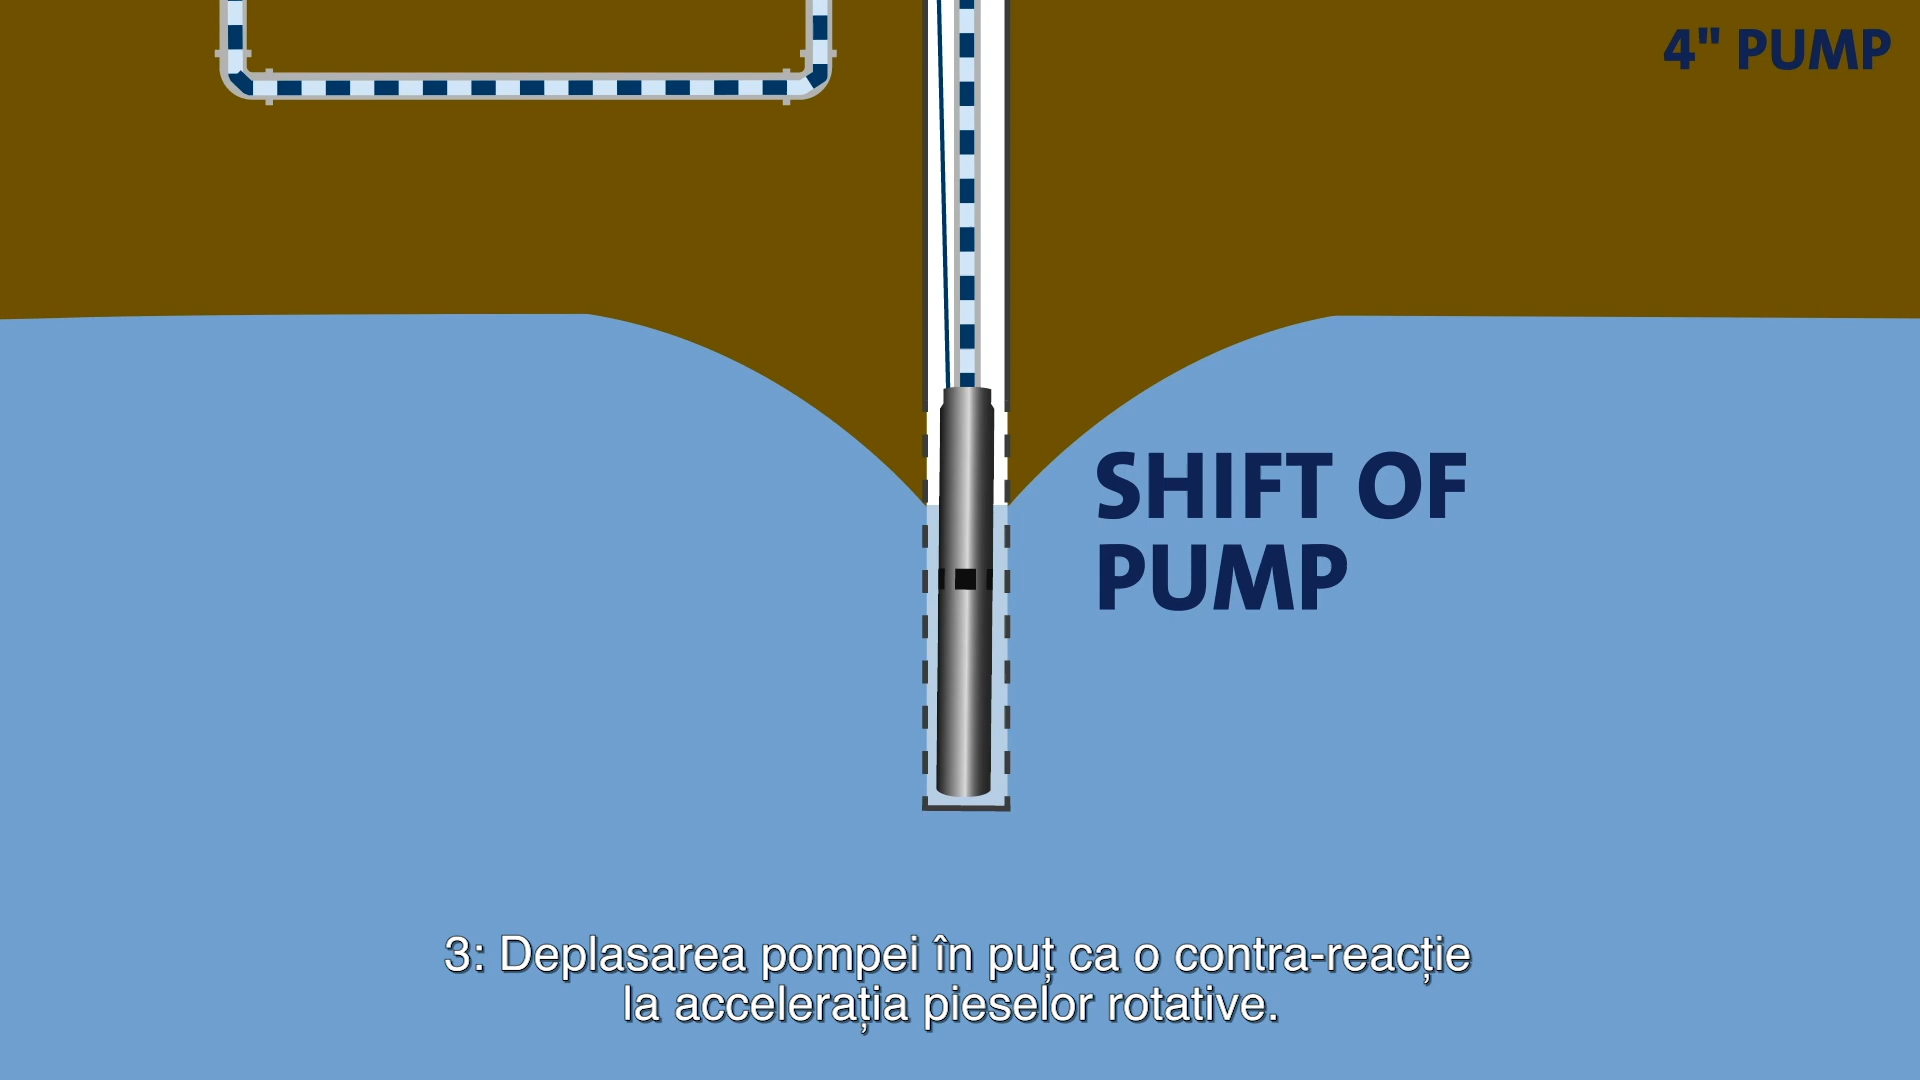 4" PUMP
SHIFT OF
PUMP
3: Deplasarea pompei în puț ca o contra-reacție
la accelerația pieselor rotative.